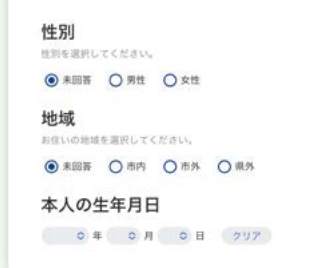 性別
性別を選択してください。
未回答 男性 女性
地域
お住いの地域を選択してください。
未回答 市内 市外 県外
本人の生年月日
年 月 日 クリア